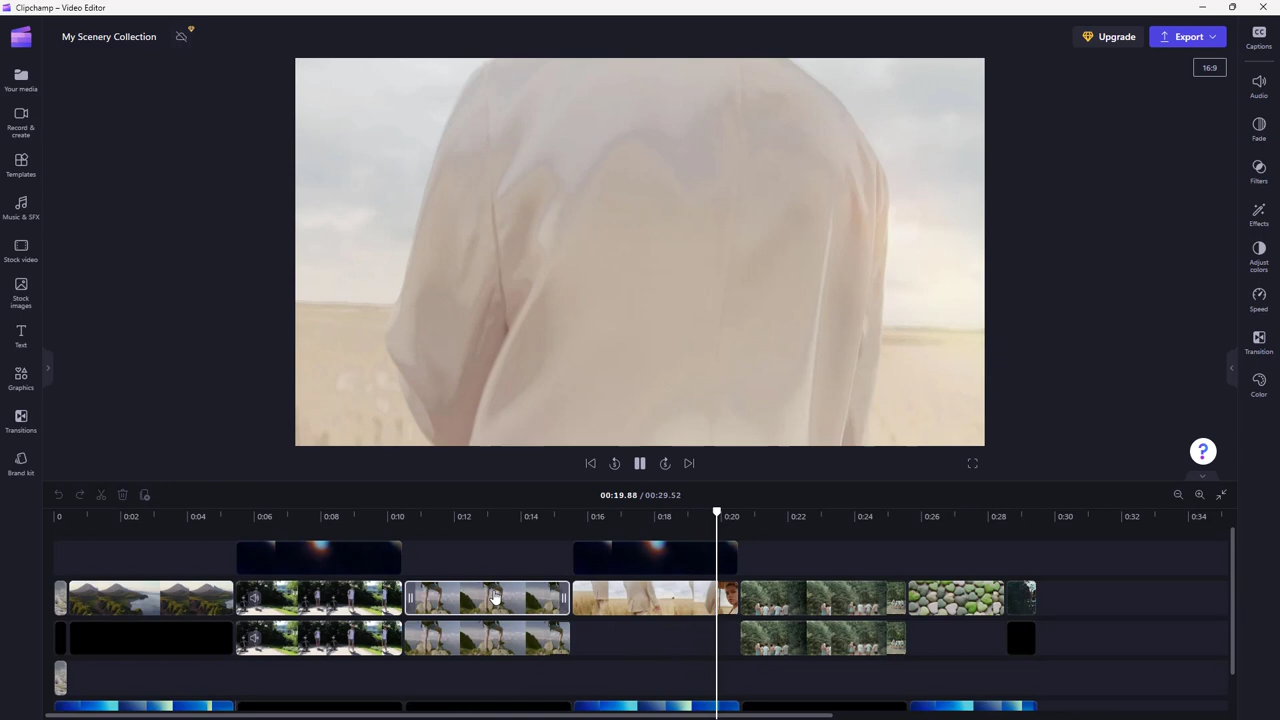 Clipchamp – Video Editor
My Scenery Collection
Upgrade
Export
16:9
Your media
Record &
create
Templates
Music & SFX
Stock video
Stock
images
Text
Graphics
Transitions
Brand kit
Captions
Audio
Fade
Filters
Effects
Adjust
colors
Speed
Transition
Color
5
5
?
00:19.88 / 00:29.52
0 0:02 0:04 0:06 0:08 0:10 0:12 0:14 0:16 0:18 0:20 0:22 0:24 0:26 0:28 0:30 0:32 0:34